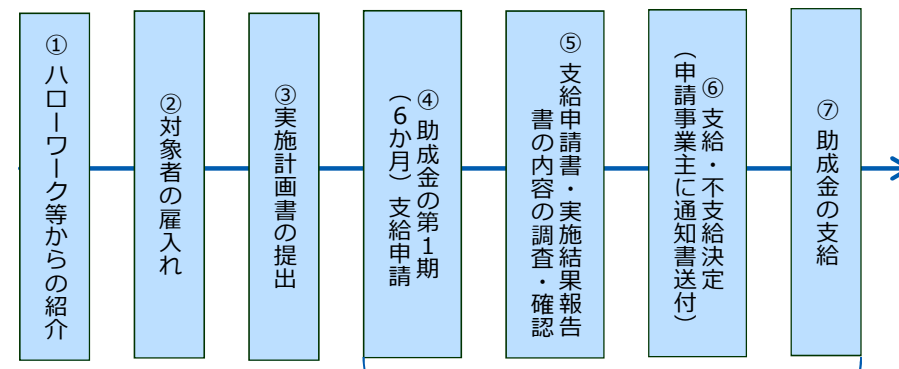 ① ハローワーク等からの紹介
②対象者の雇入れ
③実施計画書の提出
④ 助成金の第1期
（6か月）支給申請
⑤ 支給申請書・実施結果報告
書の内容の調査・確認
⑥ 支給・不支給決定
（申請事業主に通知書送付）
⑦ 助成金の支給